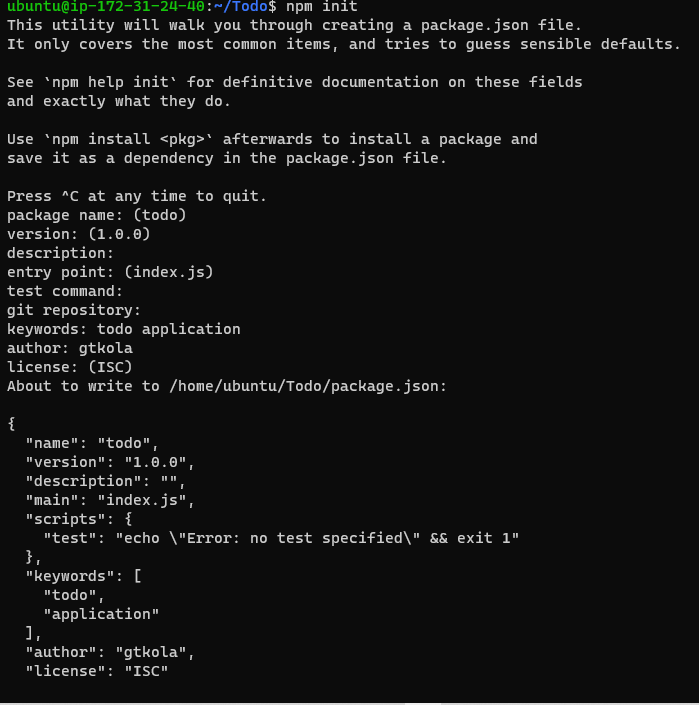 ubuntu@ip-172-31-24-40:~/Todo$ npm init
This utility will walk you through creating a package.json file.
It only covers the most common items, and tries to guess sensible defaults.
See `npm help init` for definitive documentation on these fields
and exactly what they do.
Use `npm install <pkg>` afterwards to install a package and
save it as a dependency in the package.json file.
Press ^C at any time to quit.
package name: (todo)
version: (1.0.0)
description:
entry point: (index.js)
test command:
git repository:
keywords: todo application
author: gtkola
license: (ISC)
About to write to /home/ubuntu/Todo/package.json:
{
  "name": "todo",
  "version": "1.0.0",
  "description": "",
  "main": "index.js",
  "scripts": {
    "test": "echo \"Error: no test specified\" && exit 1"
  },
  "keywords": [
    "todo",
    "application"
  ],
  "author": "gtkola",
  "license": "ISC"